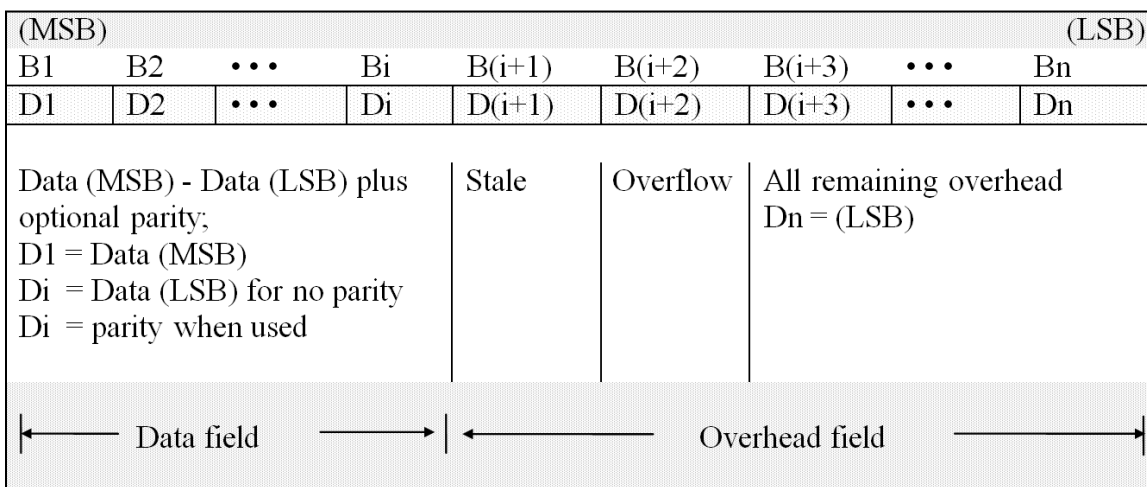 (MSB) (LSB)
B1 B2 • • • Bi B(i+1) B(i+2) B(i+3) • • • Bn
D1 D2 • • • Di D(i+1) D(i+2) D(i+3) • • • Dn
Data (MSB) - Data (LSB) plus
optional parity;
D1 = Data (MSB)
Di = Data (LSB) for no parity
Di = parity when used
Stale
Overflow
All remaining overhead
Dn = (LSB)
Data field
Overhead field